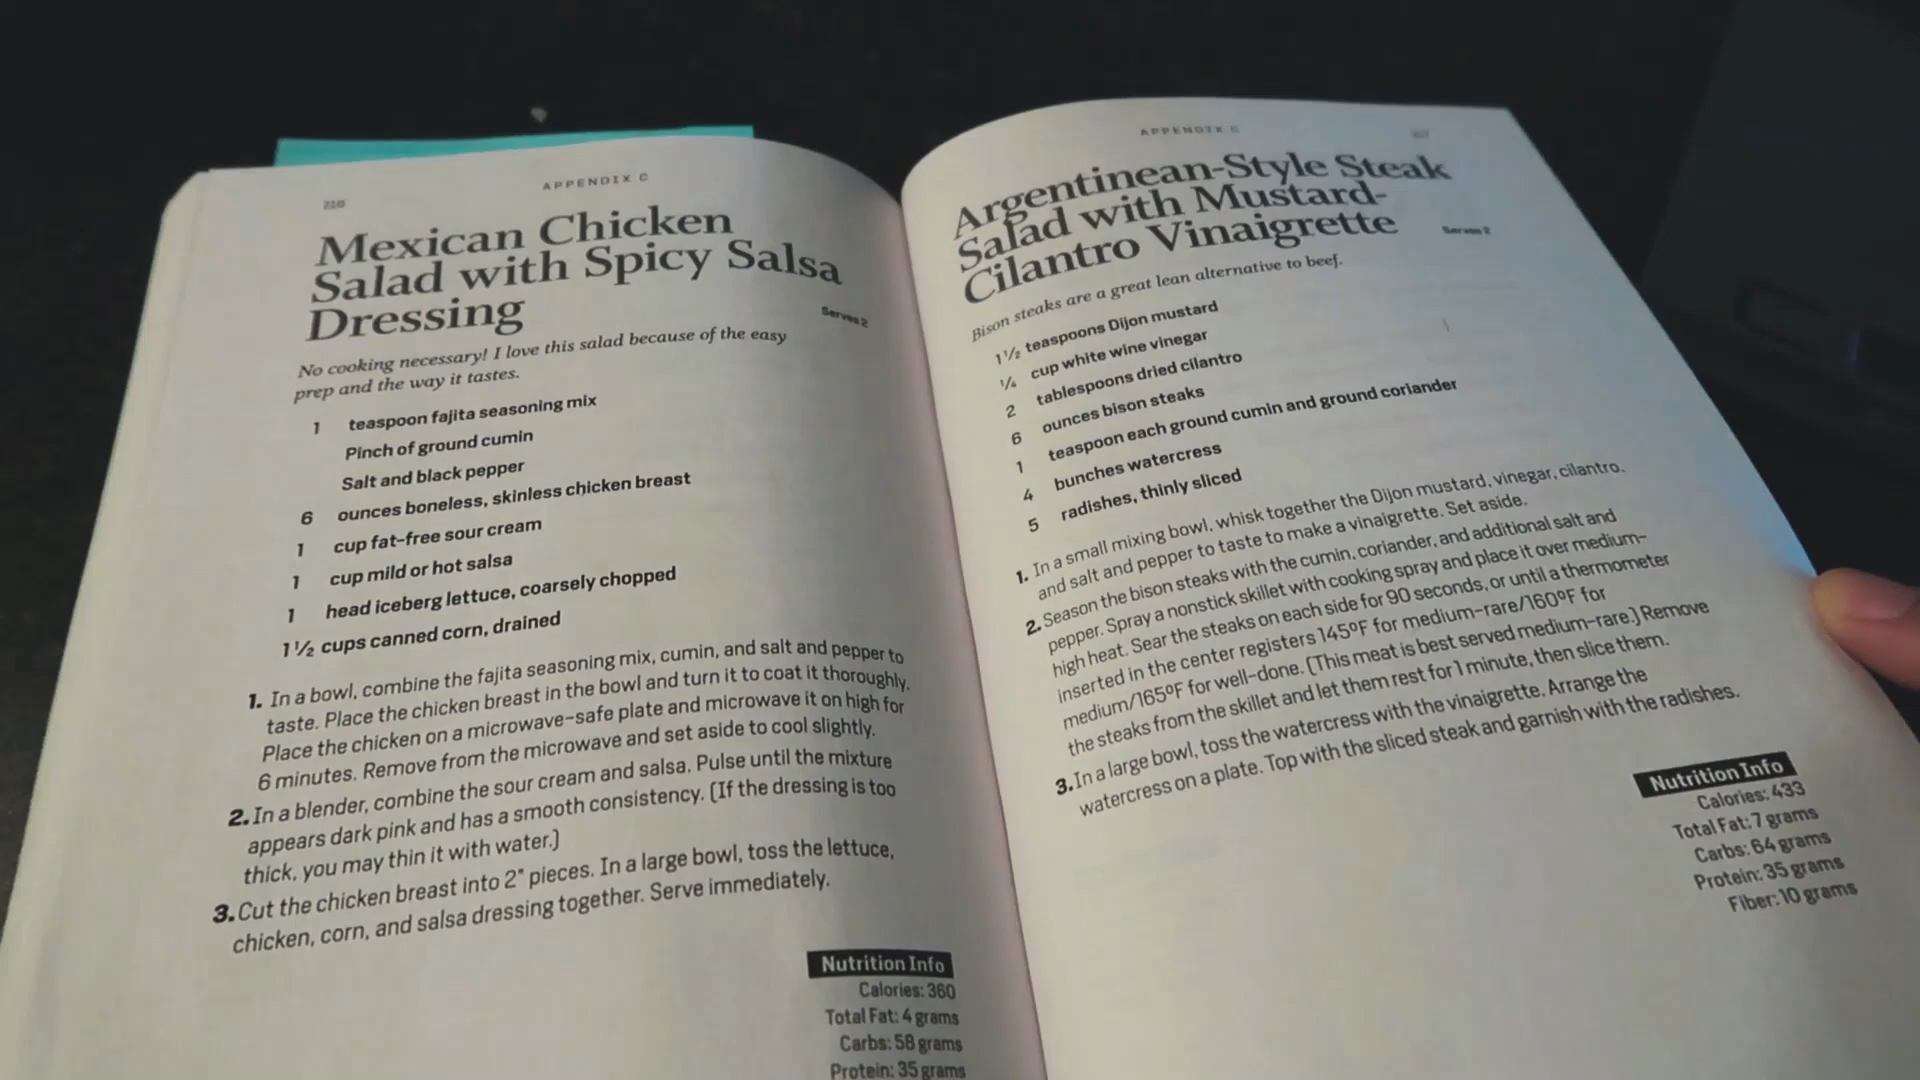 APPENDIX C
Mexican Chicken
Salad with Spicy Salsa
Dressing
Serves 2
No cooking necessary! I love this salad because of the easy
prep and the way it tastes.
1 teaspoon fajita seasoning mix
Pinch of ground cumin
Salt and black pepper
6 ounces boneless, skinless chicken breast
1 cup fat-free sour cream
1 cup mild or hot salsa
1 head iceberg lettuce, coarsely chopped
1½ cups canned corn, drained
1. In a bowl, combine the fajita seasoning mix, cumin, and salt and pepper to
taste. Place the chicken breast in the bowl and turn it to coat it thoroughly.
Place the chicken on a microwave-safe plate and microwave it on high for
6 minutes. Remove from the microwave and set aside to cool slightly.
2. In a blender, combine the sour cream and salsa. Pulse until the mixture
appears dark pink and has a smooth consistency. (If the dressing is too
thick, you may thin it with water.)
3. Cut the chicken breast into 2" pieces. In a large bowl, toss the lettuce,
chicken, corn, and salsa dressing together. Serve immediately.
Nutrition Info
Calories: 360
Total Fat: 4 grams
Carbs: 58 grams
Protein: 35 grams
APPENDIX C
Argentinean-Style Steak
Salad with Mustard-
Cilantro Vinaigrette
Serves 2
Bison steaks are a great lean alternative to beef.
1½ teaspoons Dijon mustard
¼ cup white wine vinegar
2 tablespoons dried cilantro
6 ounces bison steaks
1 teaspoon each ground cumin and ground coriander
4 bunches watercress
5 radishes, thinly sliced
1. In a small mixing bowl, whisk together the Dijon mustard, vinegar, cilantro,
and salt and pepper to taste to make a vinaigrette. Set aside.
2. Season the bison steaks with the cumin, coriander, and additional salt and
pepper. Spray a nonstick skillet with cooking spray and place it over medium-
high heat. Sear the steaks on each side for 90 seconds, or until a thermometer
inserted in the center registers 145°F for medium-rare/160°F for
medium/165°F for well-done. (This meat is best served medium-rare.) Remove
the steaks from the skillet and let them rest for 1 minute, then slice them.
3. In a large bowl, toss the watercress with the vinaigrette. Arrange the
watercress on a plate. Top with the sliced steak and garnish with the radishes.
Nutrition Info
Calories: 433
Total Fat: 7 grams
Carbs: 64 grams
Protein: 35 grams
Fiber: 10 grams